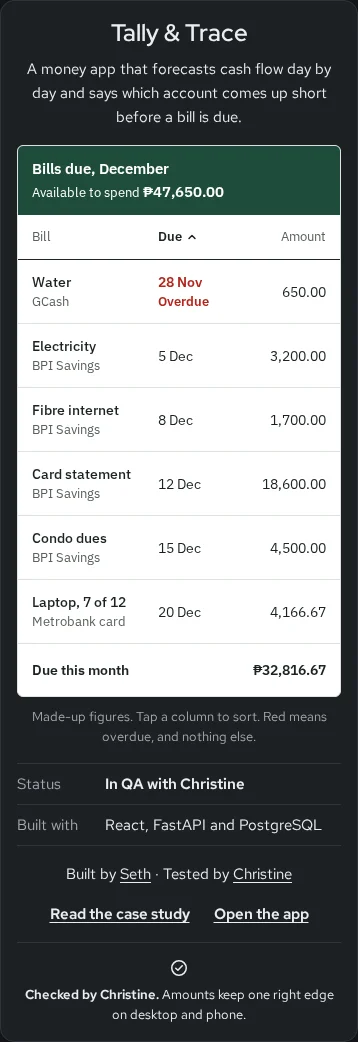 Tally & Trace
A money app that forecasts cash flow day by
day and says which account comes up short
before a bill is due.
Bills due, December
Available to spend ₱47,650.00
Bill Due Amount
Water 28 Nov 650.00
GCash Overdue
Electricity 5 Dec 3,200.00
BPI Savings
Fibre internet 8 Dec 1,700.00
BPI Savings
Card statement 12 Dec 18,600.00
BPI Savings
Condo dues 15 Dec 4,500.00
BPI Savings
Laptop, 7 of 12 20 Dec 4,166.67
Metrobank card
Due this month ₱32,816.67
Made-up figures. Tap a column to sort. Red means
overdue, and nothing else.
Status In QA with Christine
Built with React, FastAPI and PostgreSQL
Built by Seth · Tested by Christine
Read the case study Open the app
Checked by Christine. Amounts keep one right edge
on desktop and phone.